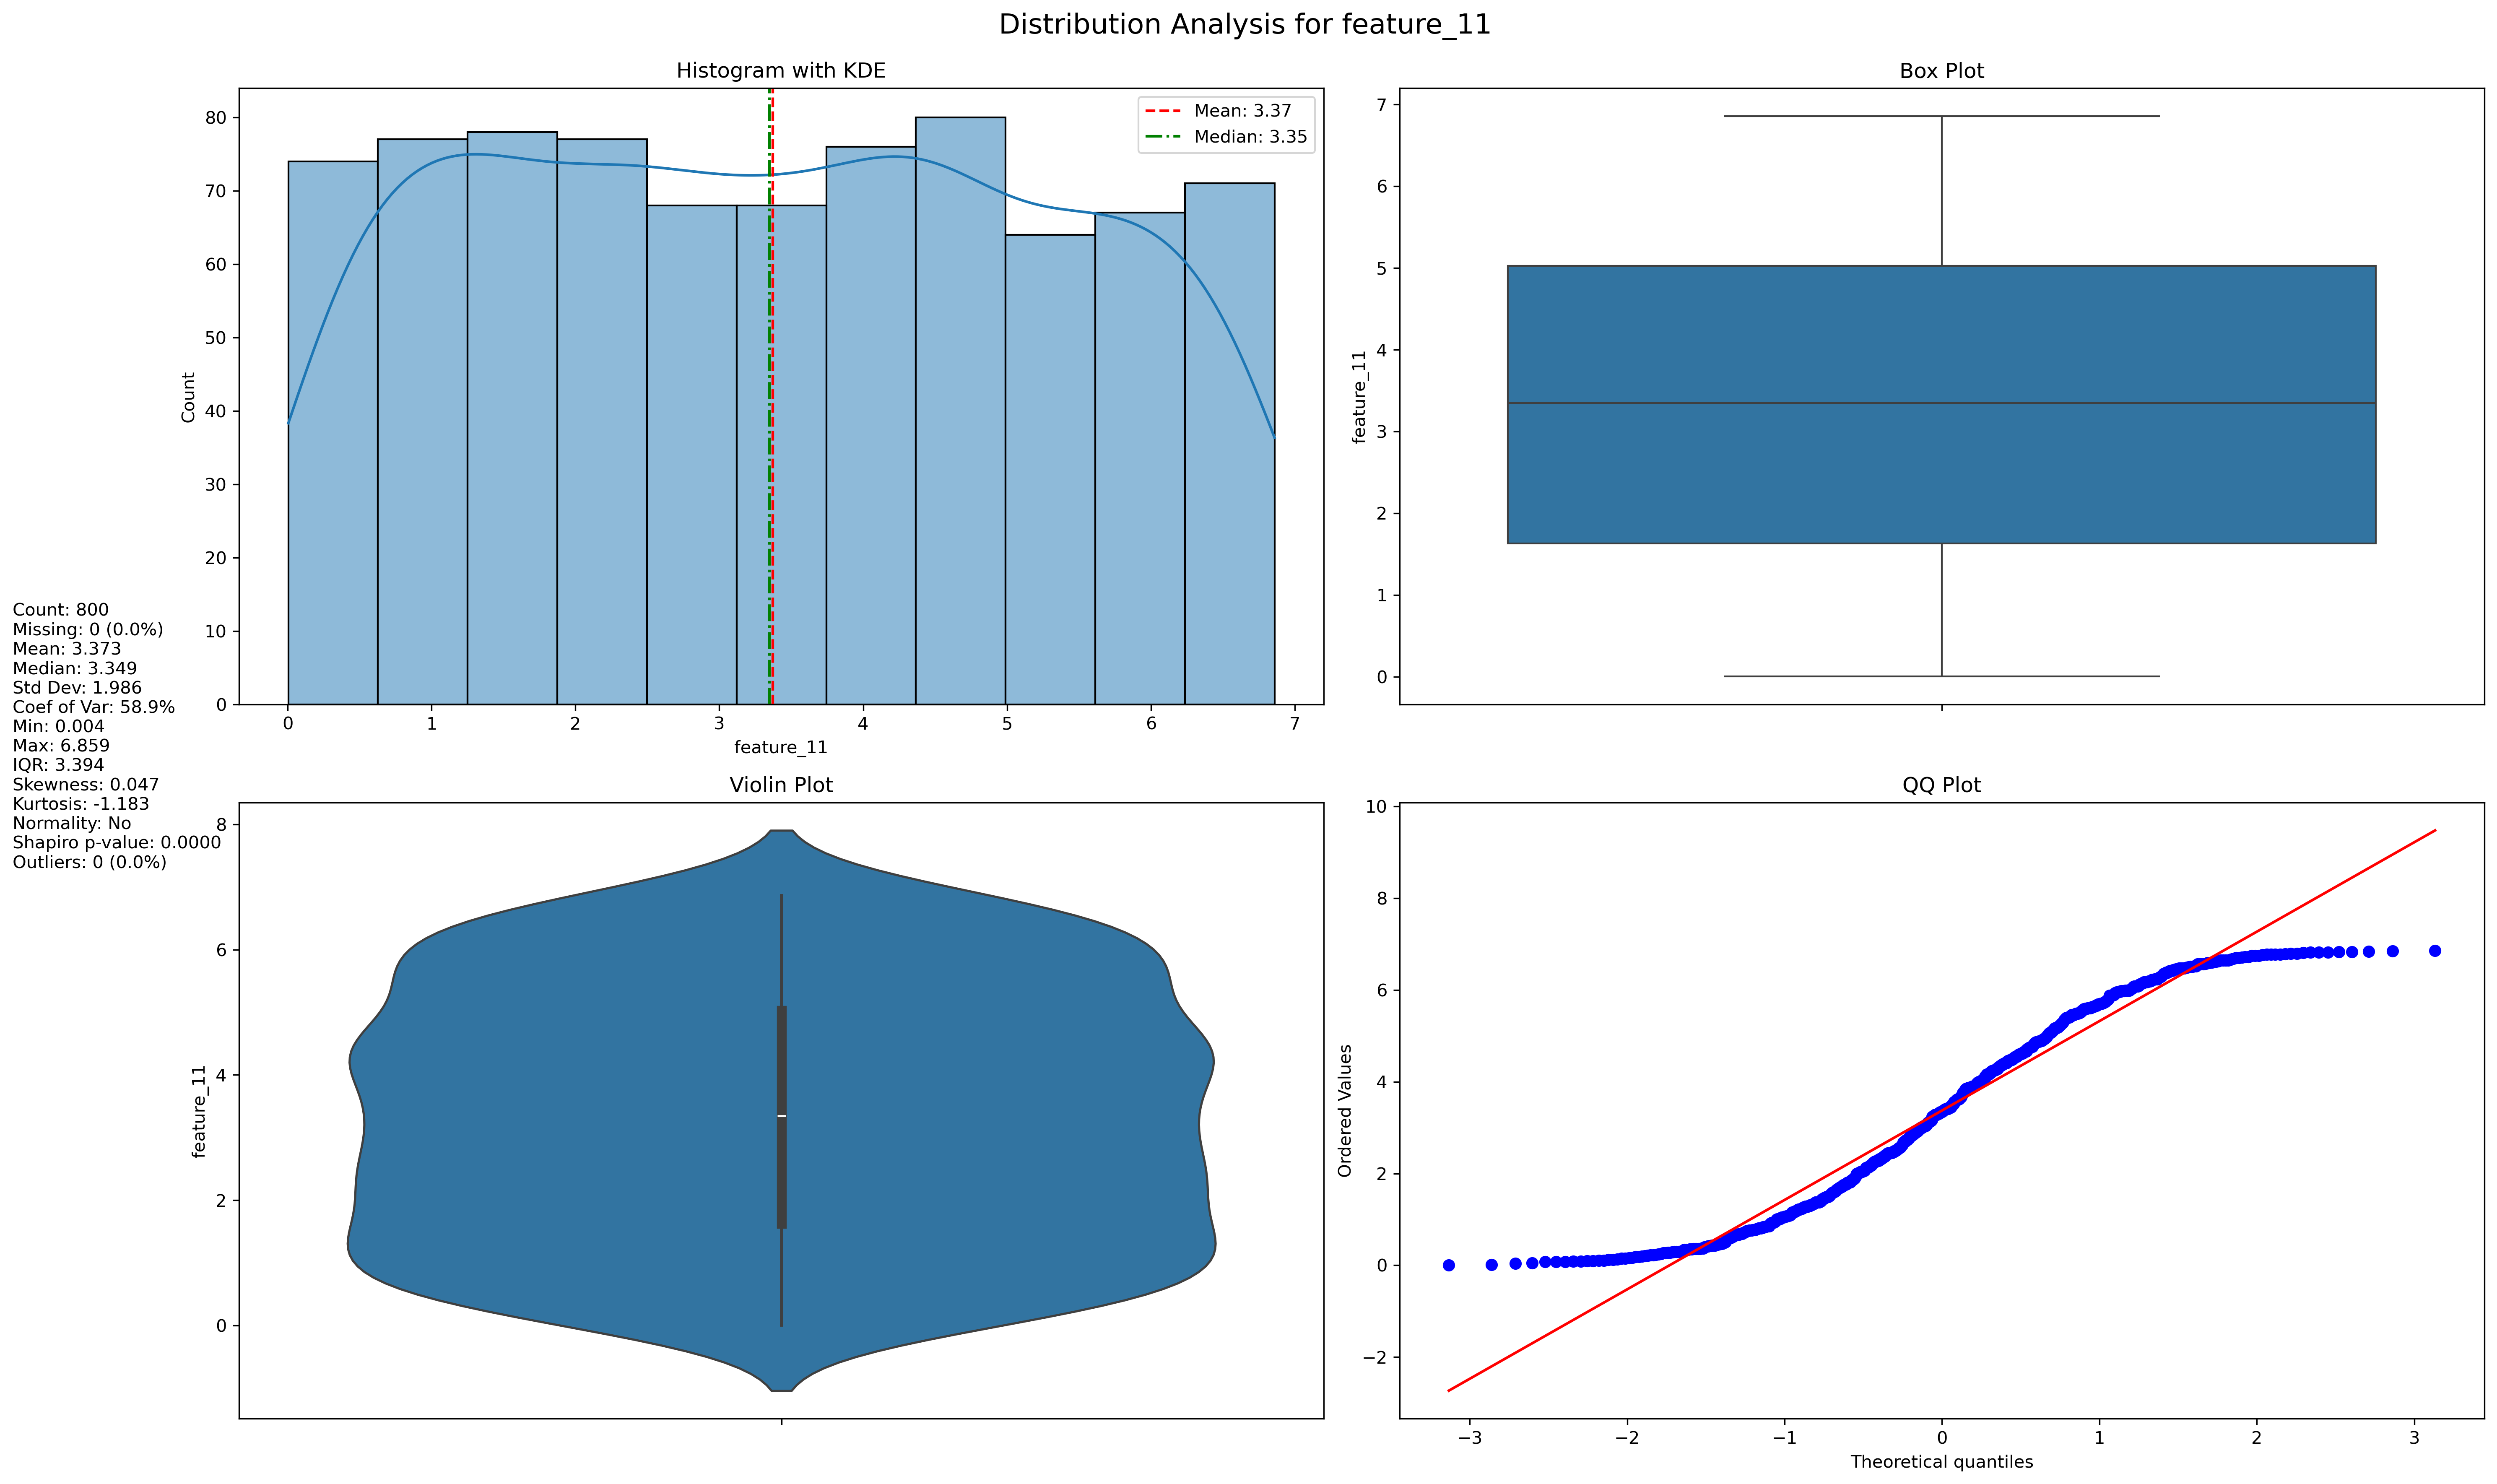 Distribution Analysis for feature_11
Histogram with KDE
Mean: 3.37
Median: 3.35
80
70
60
50
40
30
20
10
0
Count
0 1 2 3 4 5 6 7
feature_11
Box Plot
7
6
5
4
3
2
1
0
feature_11
Count: 800
Missing: 0 (0.0%)
Mean: 3.373
Median: 3.349
Std Dev: 1.986
Coef of Var: 58.9%
Min: 0.004
Max: 6.859
IQR: 3.394
Skewness: 0.047
Kurtosis: -1.183
Normality: No
Shapiro p-value: 0.0000
Outliers: 0 (0.0%)
Violin Plot
8
6
4
2
0
feature_11
QQ Plot
10
8
6
4
2
0
−2
Ordered Values
−3 −2 −1 0 1 2 3
Theoretical quantiles